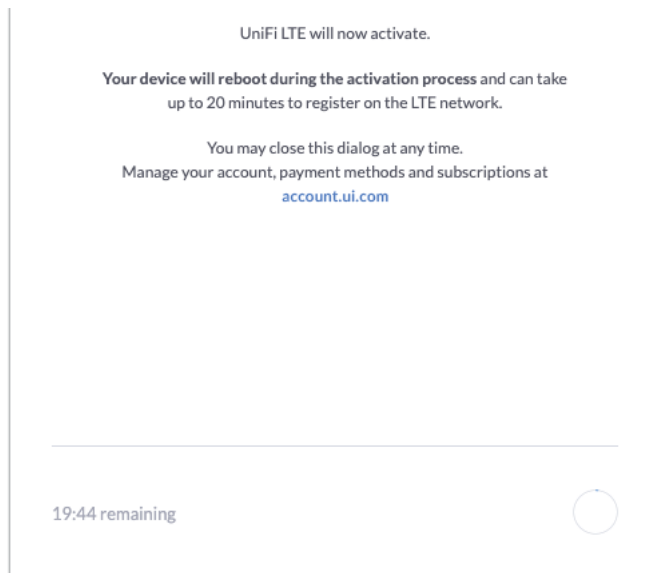 UniFi LTE will now activate.
Your device will reboot during the activation process and can take
up to 20 minutes to register on the LTE network.
You may close this dialog at any time.
Manage your account, payment methods and subscriptions at
account.ui.com
19:44 remaining